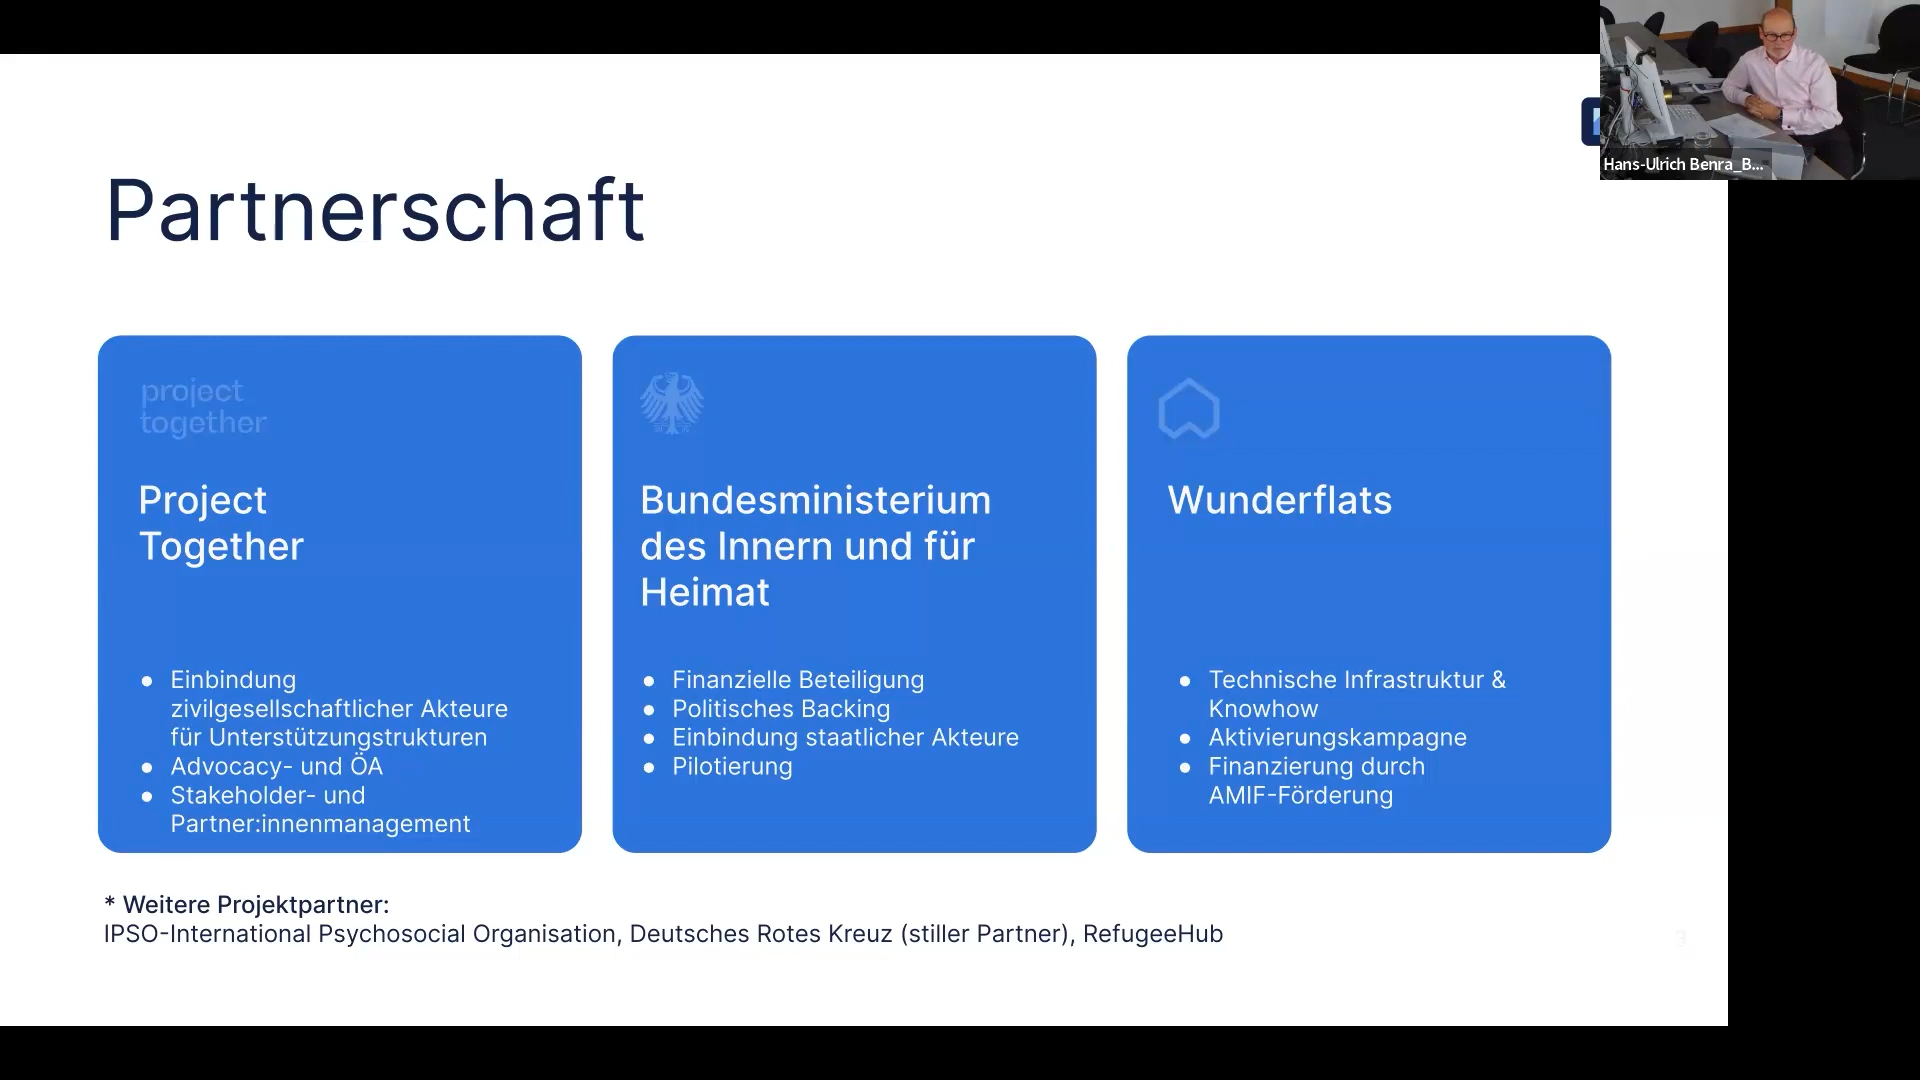 Hans-Ulrich Benra_B...
Partnerschaft
project
together
Project
Together
● Einbindung
zivilgesellschaftlicher Akteure
für Unterstützungstrukturen
● Advocacy- und ÖA
● Stakeholder- und
Partner:innenmanagement
Bundesministerium
des Innern und für
Heimat
● Finanzielle Beteiligung
● Politisches Backing
● Einbindung staatlicher Akteure
● Pilotierung
Wunderflats
● Technische Infrastruktur &
Knowhow
● Aktivierungskampagne
● Finanzierung durch
AMIF-Förderung
* Weitere Projektpartner:
IPSO-International Psychosocial Organisation, Deutsches Rotes Kreuz (stiller Partner), RefugeeHub
3